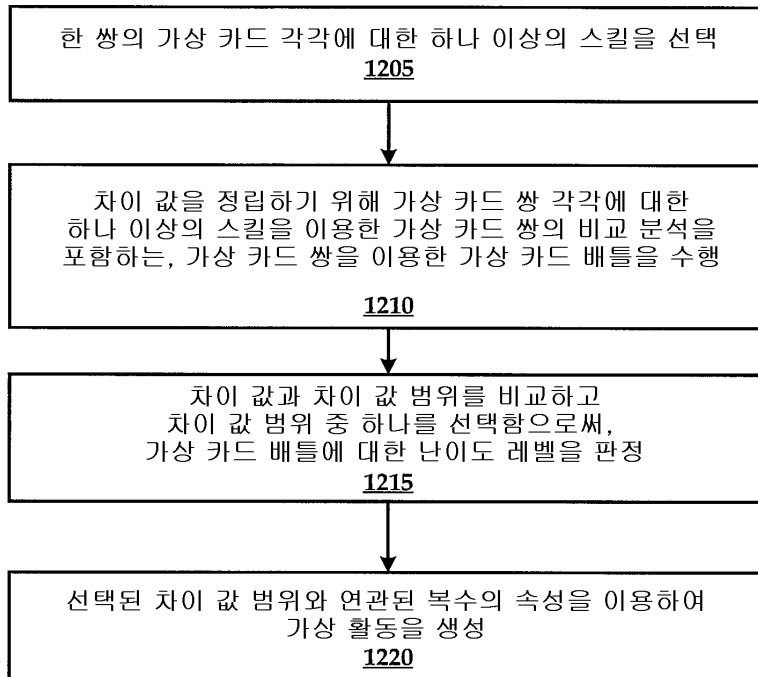 한 쌍의 가상 카드 각각에 대한 하나 이상의 스킬을 선택
1205
차이 값을 정립하기 위해 가상 카드 쌍 각각에 대한
하나 이상의 스킬을 이용한 가상 카드 쌍의 비교 분석을
포함하는, 가상 카드 쌍을 이용한 가상 카드 배틀을 수행
1210
차이 값과 차이 값 범위를 비교하고
차이 값 범위 중 하나를 선택함으로써,
가상 카드 배틀에 대한 난이도 레벨을 판정
1215
선택된 차이 값 범위와 연관된 복수의 속성을 이용하여
가상 활동을 생성
1220